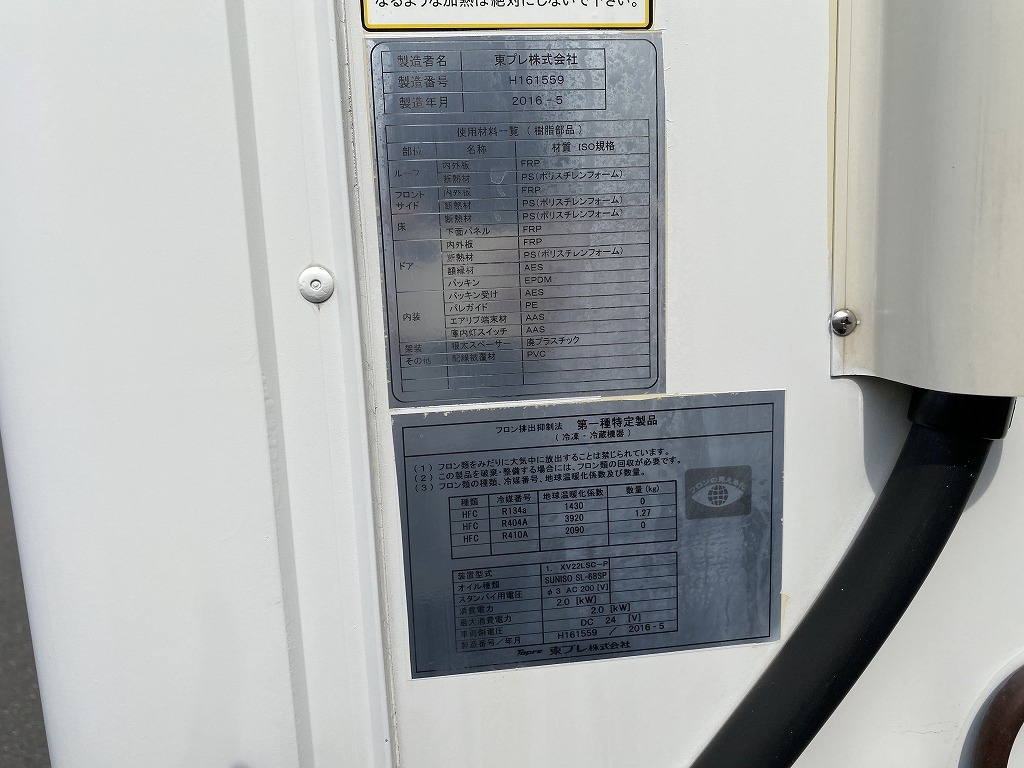 なるような加熱は絶対にしないで下さい。
製造者名 東プレ株式会社
製造番号 H161559
製造年月 2016-5
使用材料一覧（樹脂部品）
部位 名称 材質・ISO規格
ルーフ 内外板 FRP
断熱材 PS(ポリスチレンフォーム)
フロント サイド 内外板 FRP
断熱材 PS(ポリスチレンフォーム)
床 断熱材 PS(ポリスチレンフォーム)
下面パネル FRP
ドア 内外板 FRP
断熱材 PS(ポリスチレンフォーム)
額縁材 AES
パッキン EPDM
内装 パッキン受け AES
パレガイド PE
エアリブ端末材 AAS
庫内灯スイッチ AAS
架装 根太スペーサー 廃プラスチック
その他 配線被覆材 PVC
フロン排出抑制法 第一種特定製品
（冷凍・冷蔵機器）
(1) フロン類をみだりに大気中に放出することは禁じられています。
(2) この製品を廃棄・整備する場合には、フロン類の回収が必要です。
(3) フロン類の種類、冷媒番号、地球温暖化係数及び数量。
フロンの見える化
種類 冷媒番号 地球温暖化係数 数量(kg)
HFC R134a 1430 0
HFC R404A 3920 1.27
HFC R410A 2090 0
装置型式 1. XV22LSC-P
オイル種類 SUNISO SL-68SP
スタンバイ用電圧 φ3 AC 200 [V]
消費電力 2.0 [kW]
最大消費電力 2.0 [kW]
車両側電圧 DC 24 [V]
製造番号/年月 H161559 / 2016-5
Topre 東プレ株式会社